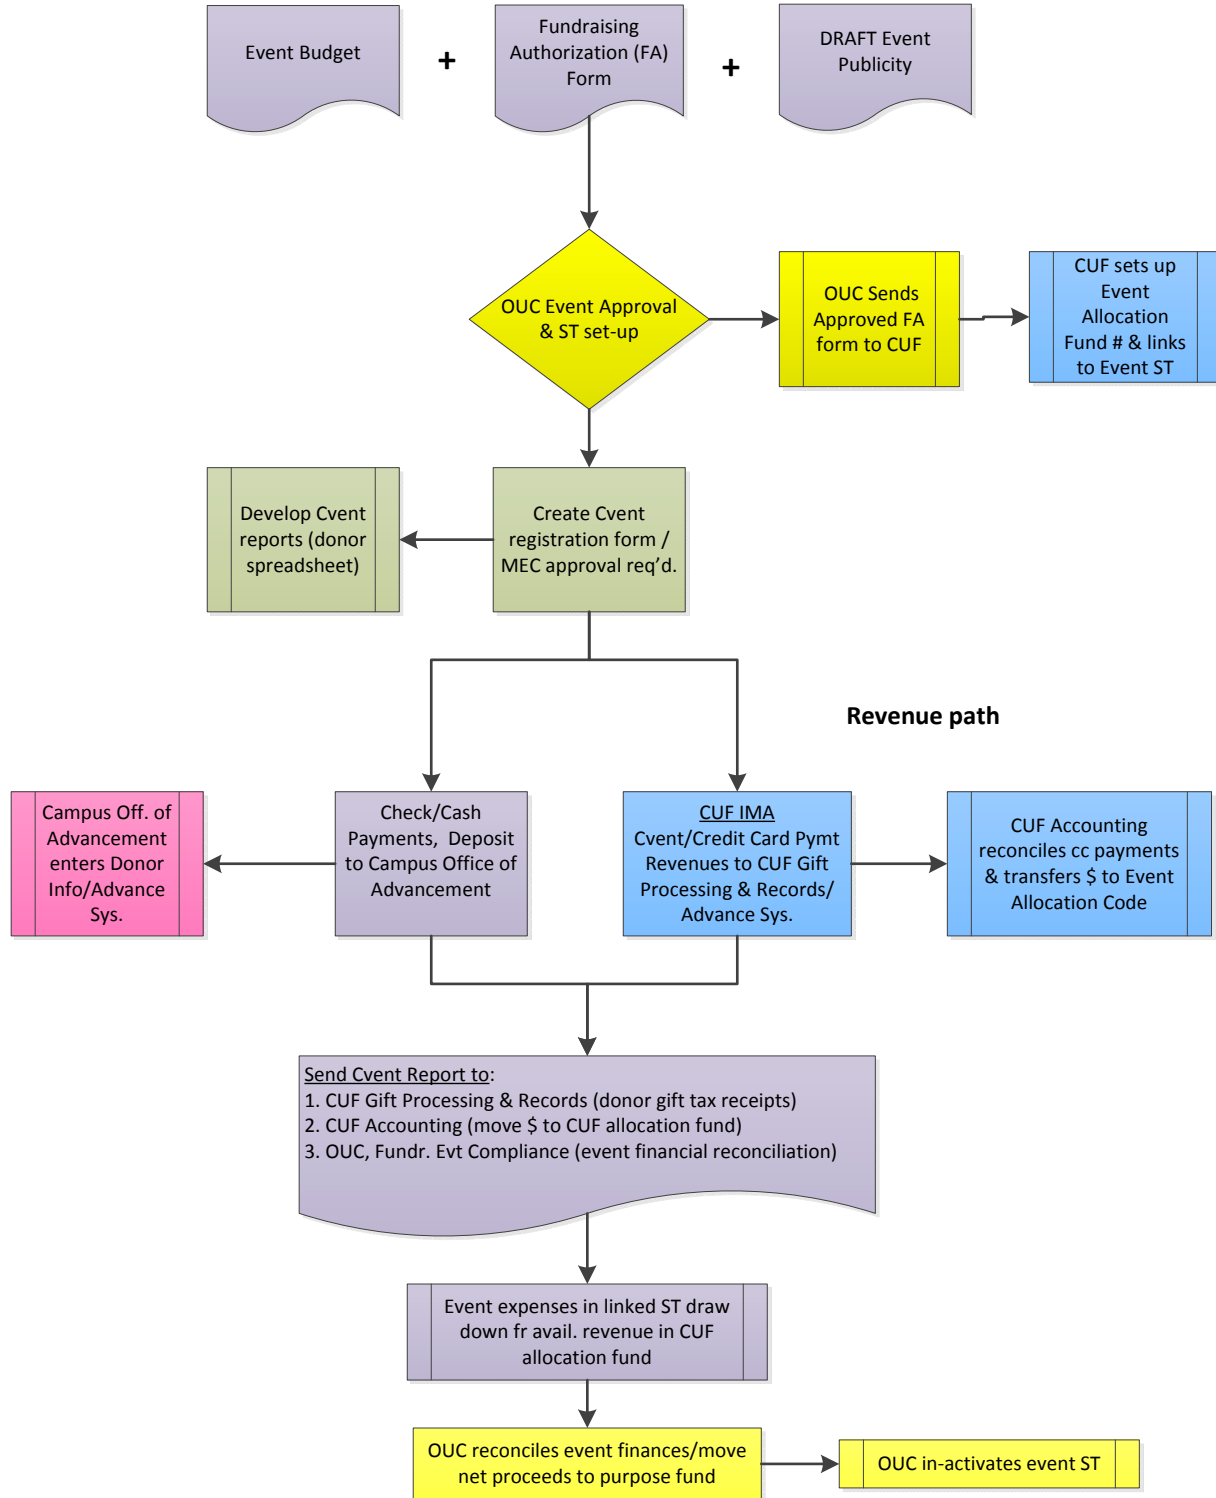 Event Budget
+
Fundraising
Authorization (FA)
Form
+
DRAFT Event
Publicity
OUC Event Approval
& ST set-up
OUC Sends
Approved FA
form to CUF
CUF sets up
Event
Allocation
Fund # & links
to Event ST
Develop Cvent
reports (donor
spreadsheet)
Create Cvent
registration form /
MEC approval req’d.
Revenue path
Campus Off. of
Advancement
enters Donor
Info/Advance
Sys.
Check/Cash
Payments,  Deposit
to Campus Office of
Advancement
CUF IMA
Cvent/Credit Card Pymt
Revenues to CUF Gift
Processing & Records/
Advance Sys.
CUF Accounting
reconciles cc payments
& transfers $ to Event
Allocation Code
Send Cvent Report to:
1. CUF Gift Processing & Records (donor gift tax receipts)
2. CUF Accounting (move $ to CUF allocation fund)
3. OUC, Fundr. Evt Compliance (event financial reconciliation)
Event expenses in linked ST draw
down fr avail. revenue in CUF
allocation fund
OUC reconciles event finances/move
net proceeds to purpose fund
OUC in-activates event ST